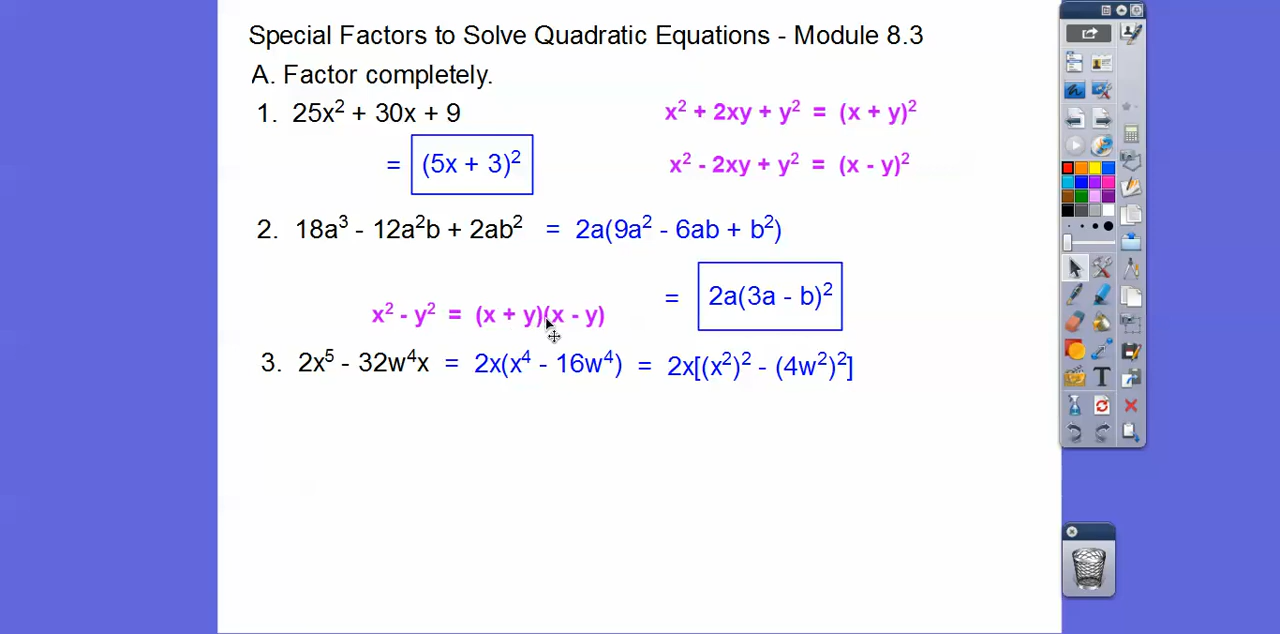 Special Factors to Solve Quadratic Equations - Module 8.3
A. Factor completely.
1. 25x² + 30x + 9
x² + 2xy + y² = (x + y)²
= (5x + 3)²
x² - 2xy + y² = (x - y)²
2. 18a³ - 12a²b + 2ab² = 2a(9a² - 6ab + b²)
= 2a(3a - b)²
x² - y² = (x + y)(x - y)
3. 2x⁵ - 32w⁴x = 2x(x⁴ - 16w⁴) = 2x[(x²)² - (4w²)²]